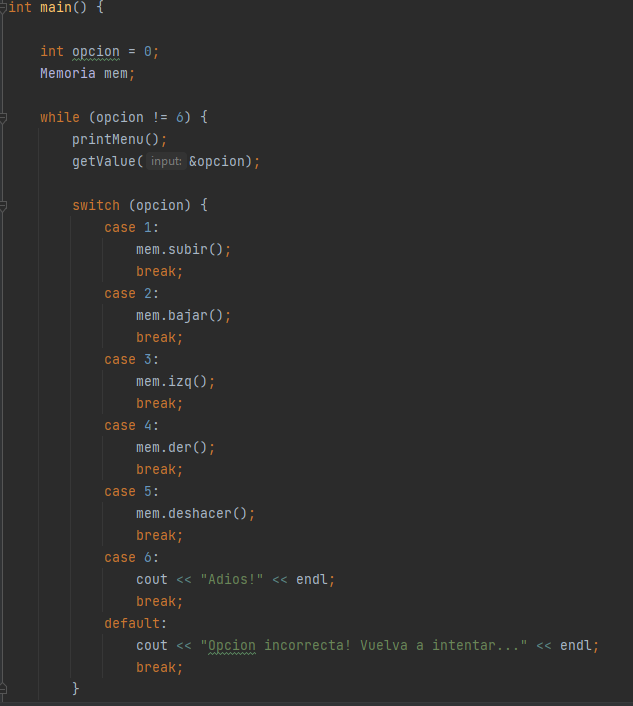 int main() {
int opcion = 0;
Memoria mem;
while (opcion != 6) {
printMenu();
getValue( input: &opcion);
switch (opcion) {
case 1:
mem.subir();
break;
case 2:
mem.bajar();
break;
case 3:
mem.izq();
break;
case 4:
mem.der();
break;
case 5:
mem.deshacer();
break;
case 6:
cout << "Adios!" << endl;
break;
default:
cout << "Opcion incorrecta! Vuelva a intentar..." << endl;
break;
}